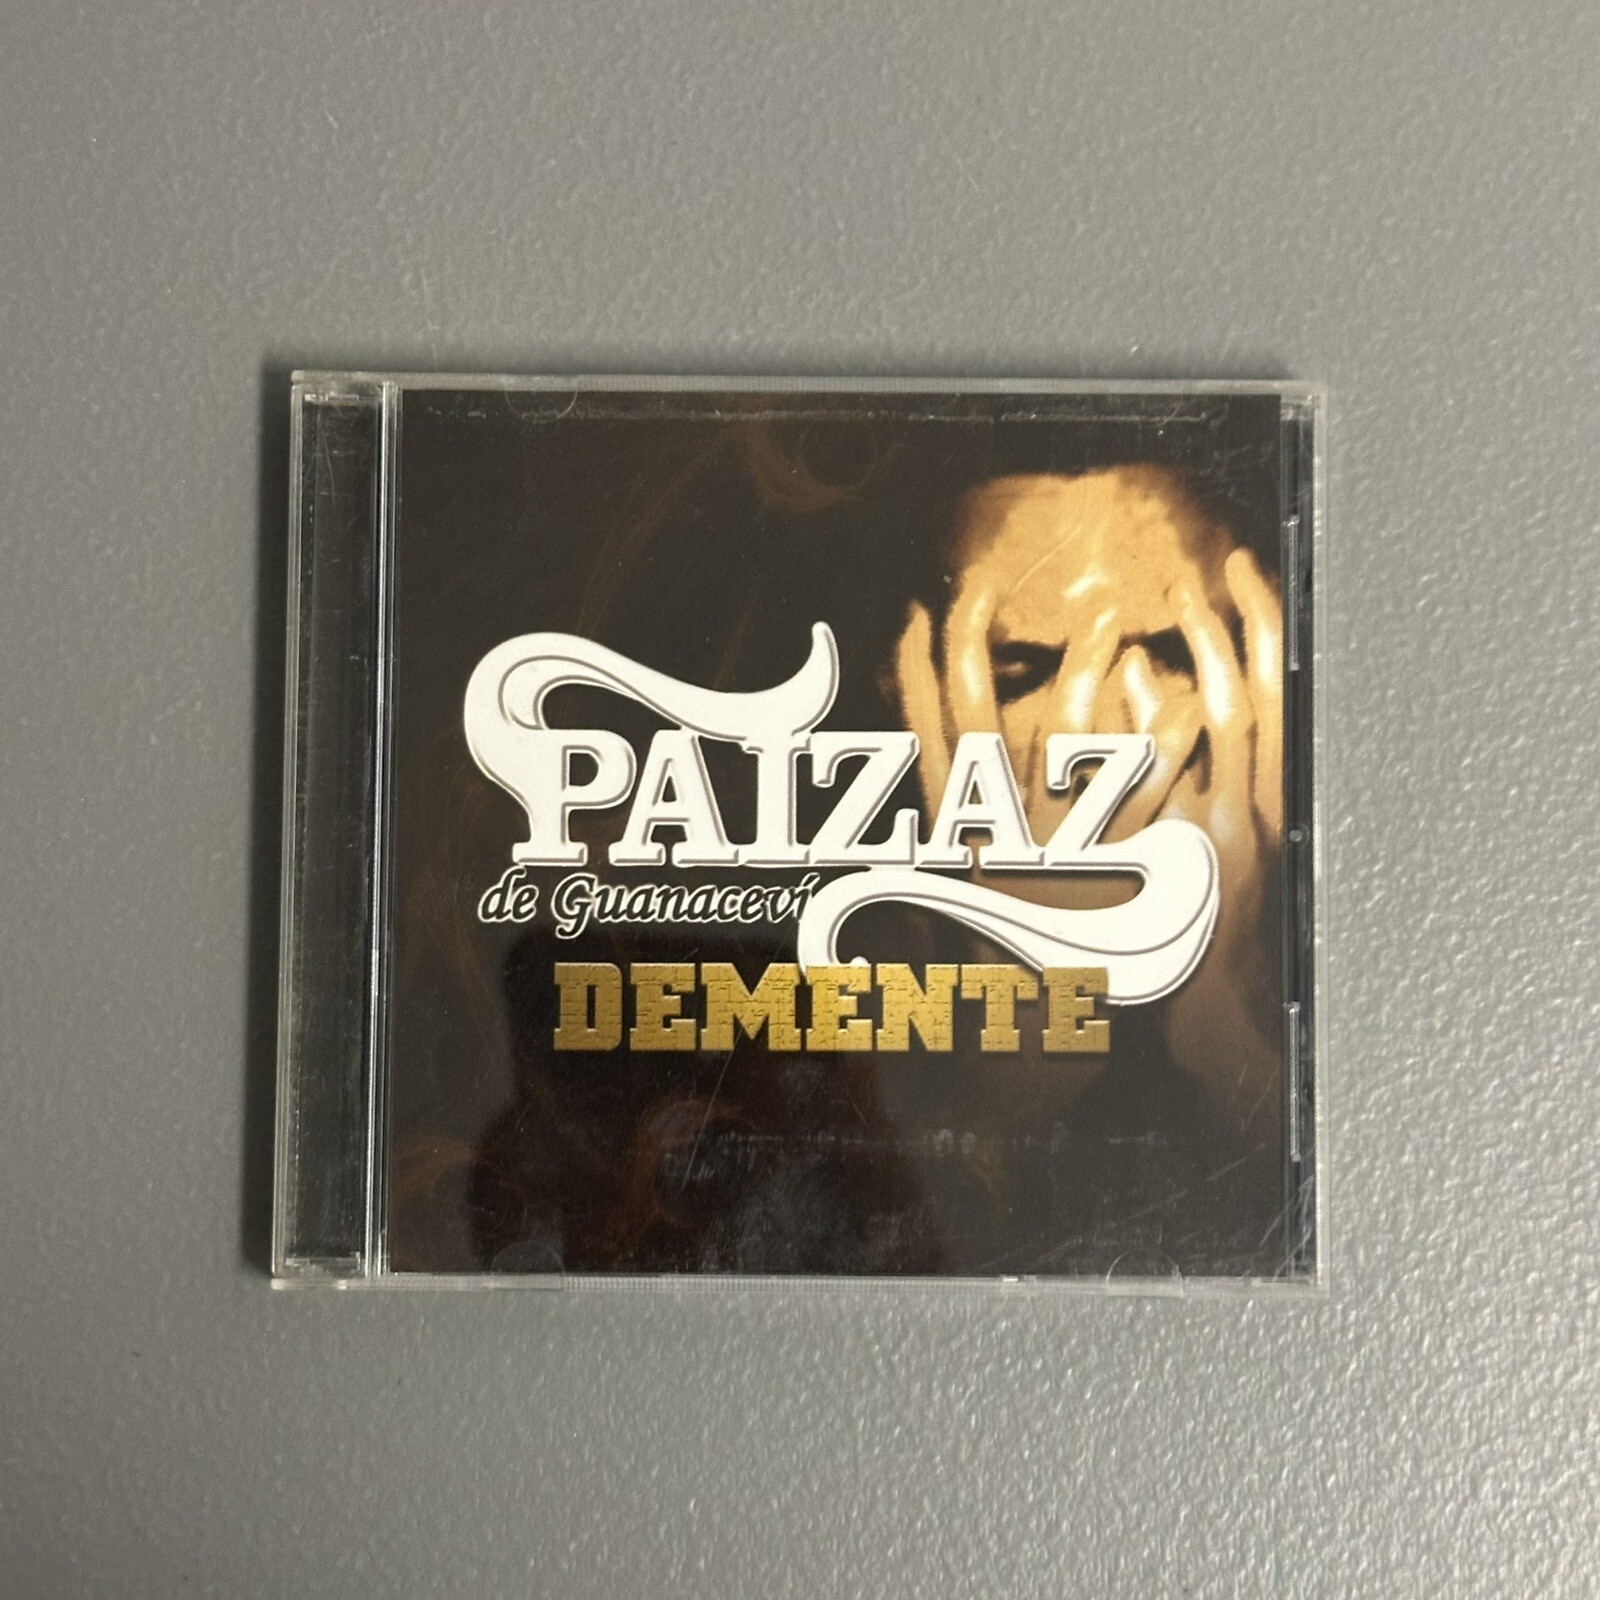 PAIZAZ
de Guanaceví
DEMENTE